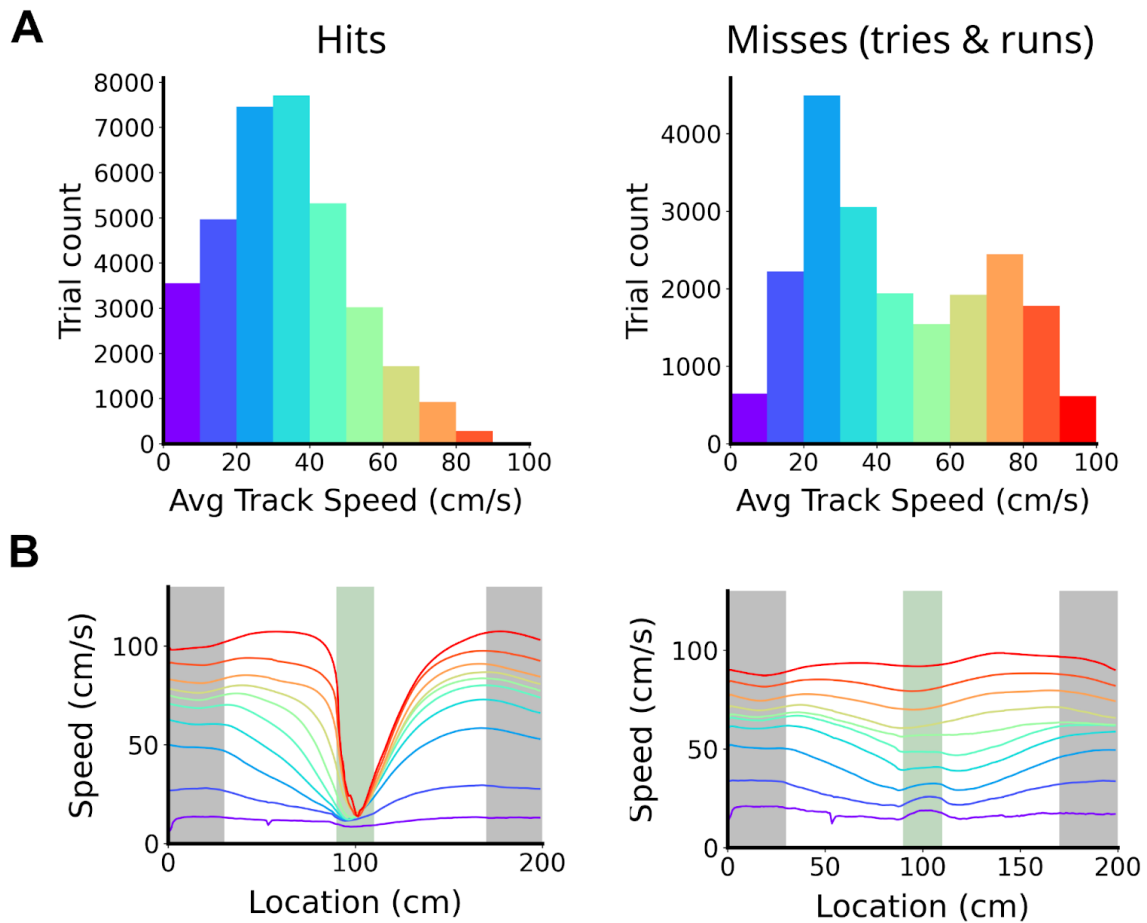 A
Hits
Misses (tries & runs)
8000
7000
6000
5000
4000
3000
2000
1000
0
Trial count
0 20 40 60 80 100
Avg Track Speed (cm/s)
4000
3000
2000
1000
0
Trial count
0 20 40 60 80 100
Avg Track Speed (cm/s)
B
100
50
0
Speed (cm/s)
0 100 200
Location (cm)
100
50
0
Speed (cm/s)
0 50 100 150 200
Location (cm)